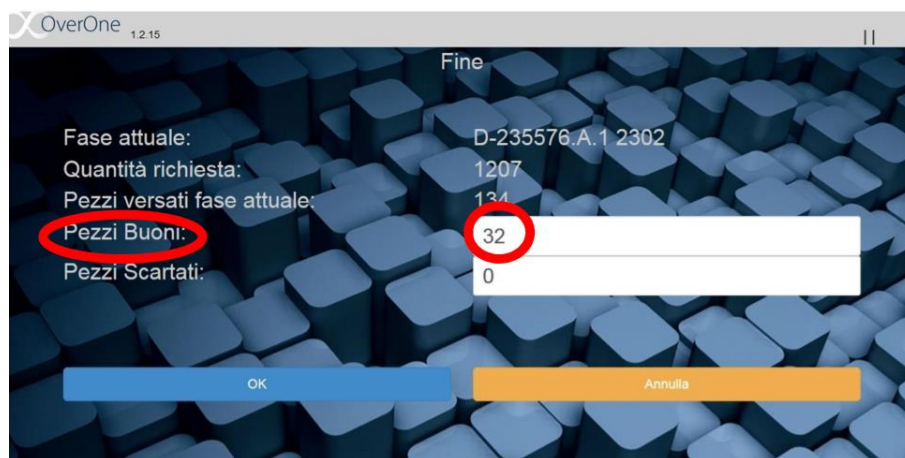 OverOne 1.2.15
Fine
Fase attuale: D-235576.A.1 2302
Quantità richiesta: 1207
Pezzi versati fase attuale: 134
Pezzi Buoni: 32
Pezzi Scartati: 0
OK Annulla